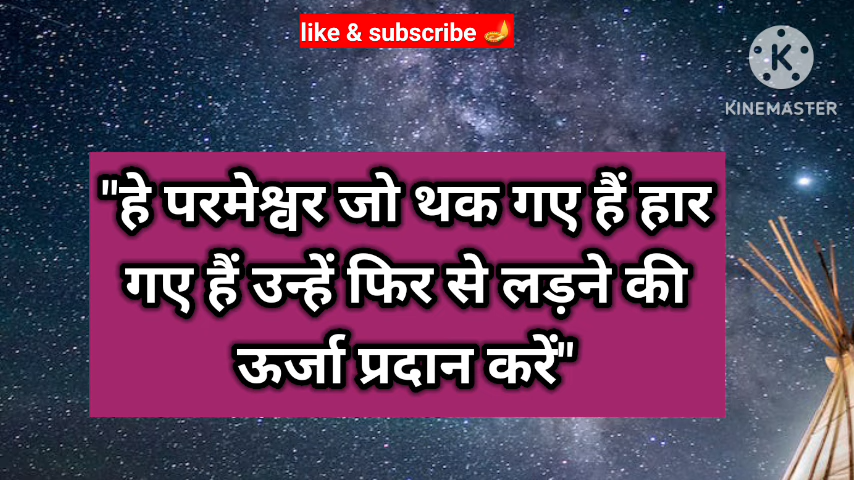 like & subscribe 🪔
KINEMASTER
"हे परमेश्वर जो थक गए हैं हार
गए हैं उन्हें फिर से लड़ने की
ऊर्जा प्रदान करें"